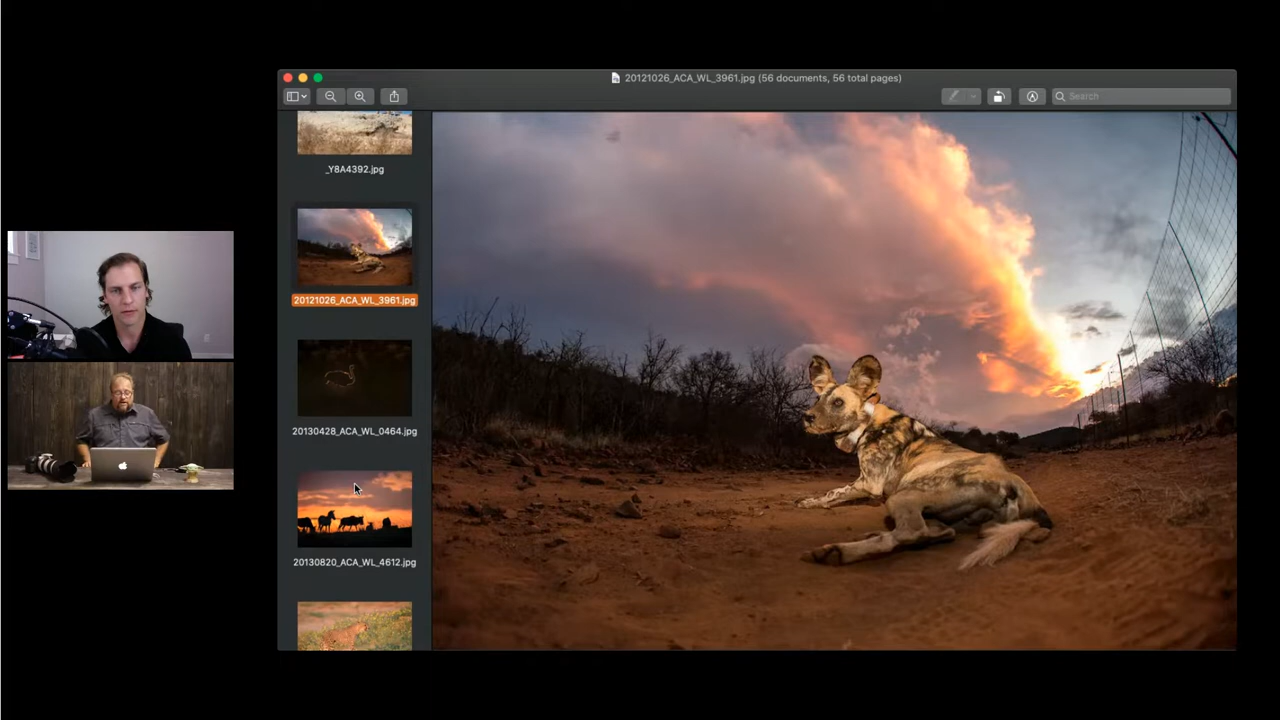 20121026_ACA_WL_3961.jpg (56 documents, 56 total pages)
Search
_Y8A4392.jpg
20121026_ACA_WL_3961.jpg
20130428_ACA_WL_0464.jpg
20130820_ACA_WL_4612.jpg